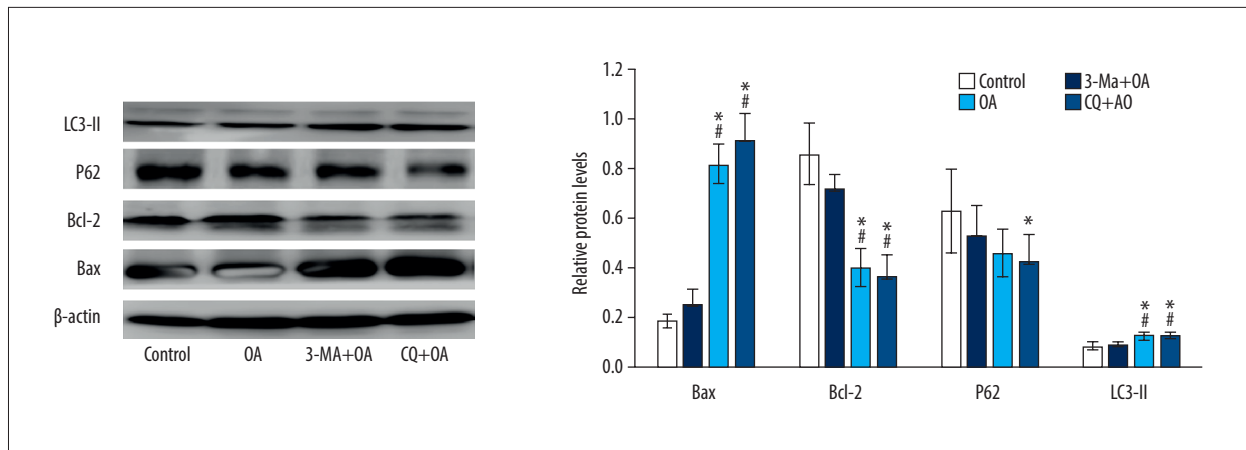 LC3-II
P62
Bcl-2
Bax
β-actin
Control OA 3-MA+OA CQ+OA
Relative protein levels
1.2
1.0
0.8
0.6
0.4
0.2
0.0
Control 3-Ma+OA
OA CQ+AO
* *
# #
* *
# #
*
* *
# #
Bax Bcl-2 P62 LC3-II